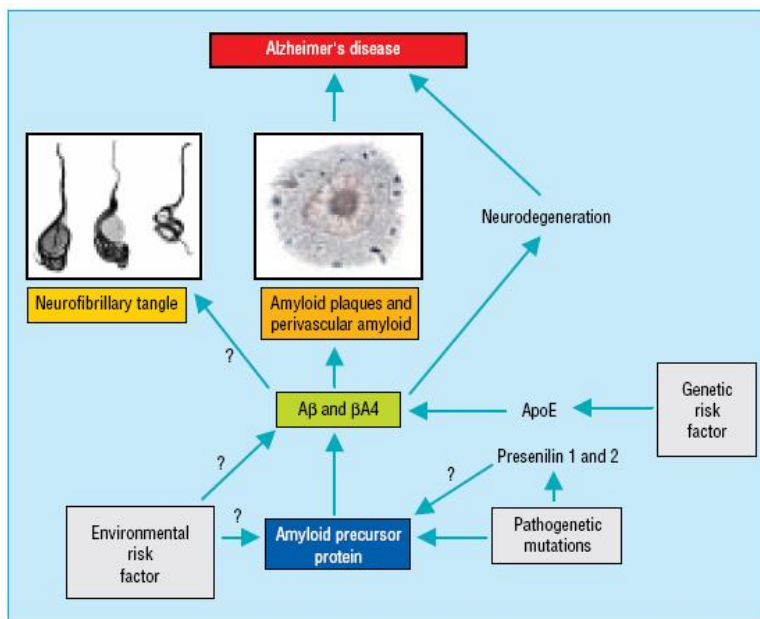 Alzheimer's disease
Neurodegeneration
Neurofibrillary tangle
Amyloid plaques and
perivascular amyloid
?
Aβ and βA4
ApoE
Genetic
risk
factor
?
Presenilin 1 and 2
?
Environmental
risk
factor
?
Amyloid precursor
protein
Pathogenetic
mutations